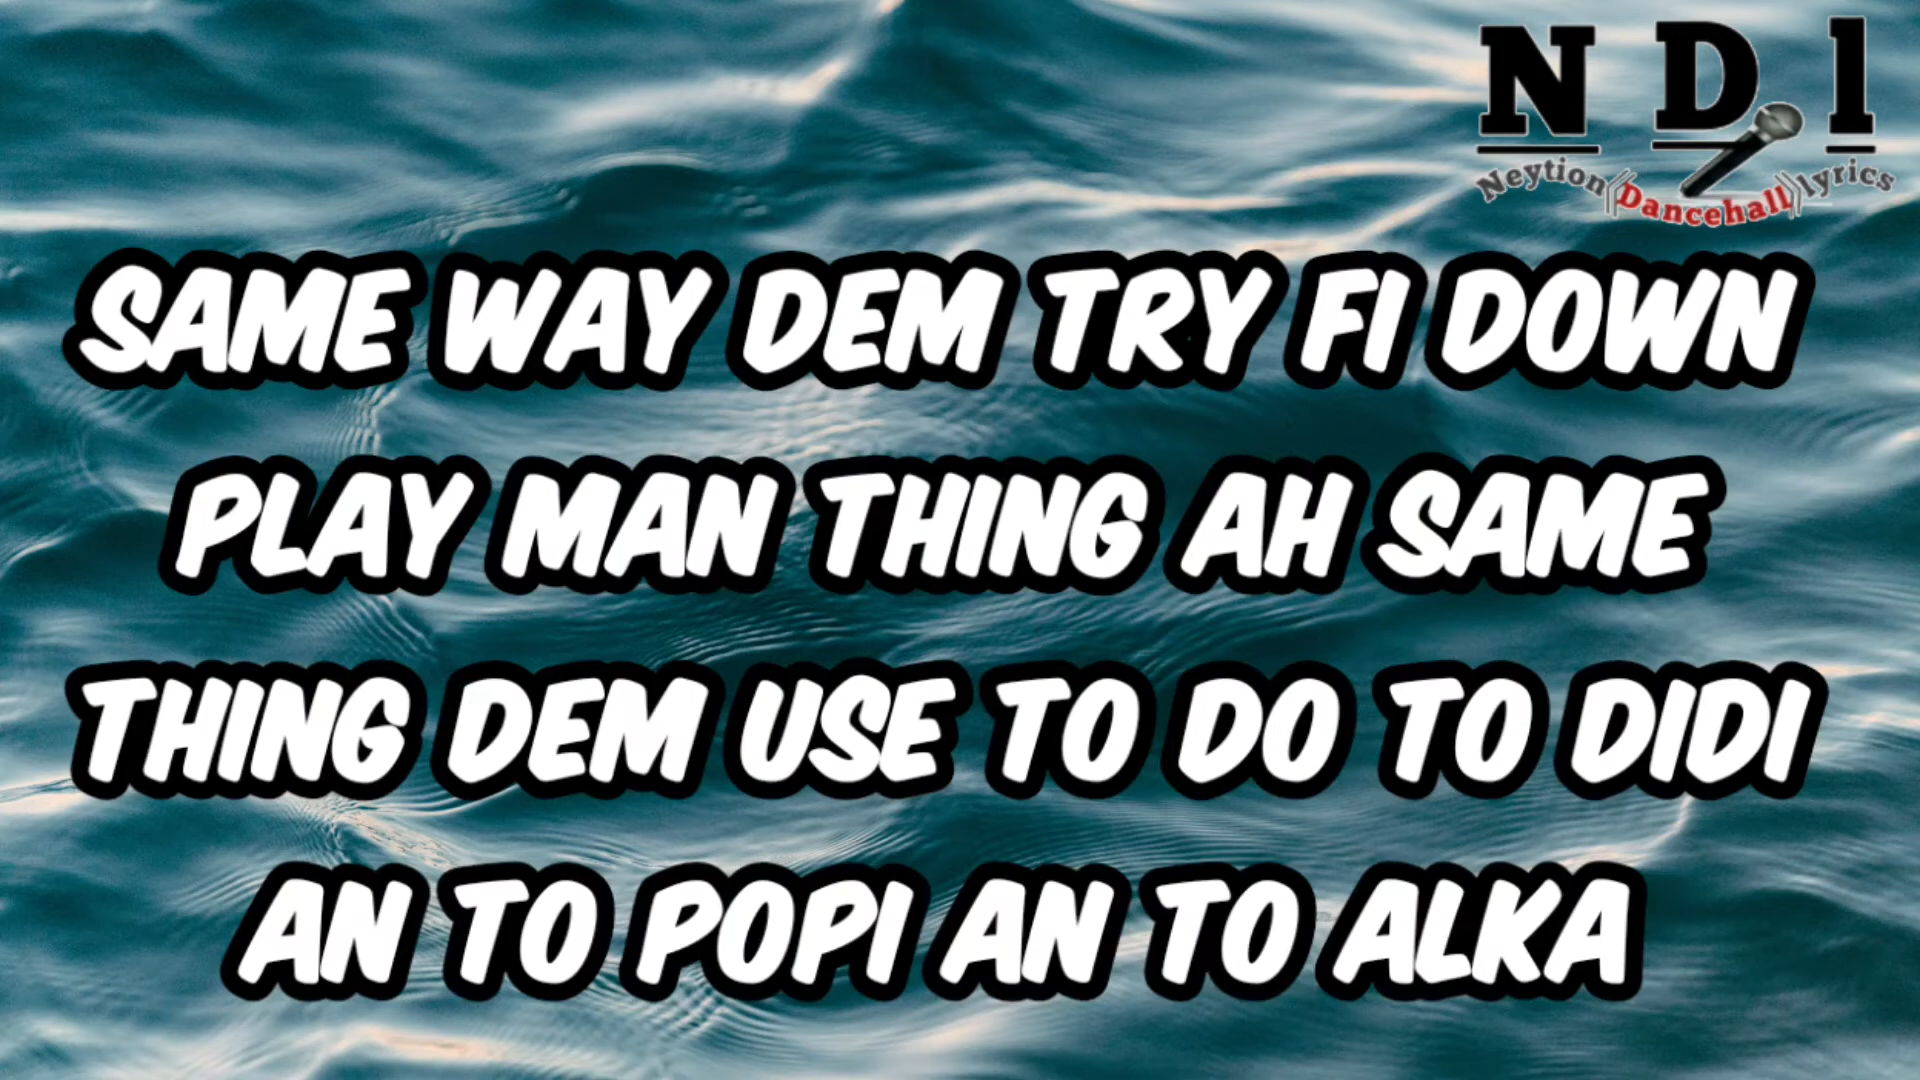 N D l
Neytion Dancehall lyrics
SAME WAY DEM TRY FI DOWN
PLAY MAN THING AH SAME
THING DEM USE TO DO TO DIDI
AN TO POPI AN TO ALKA